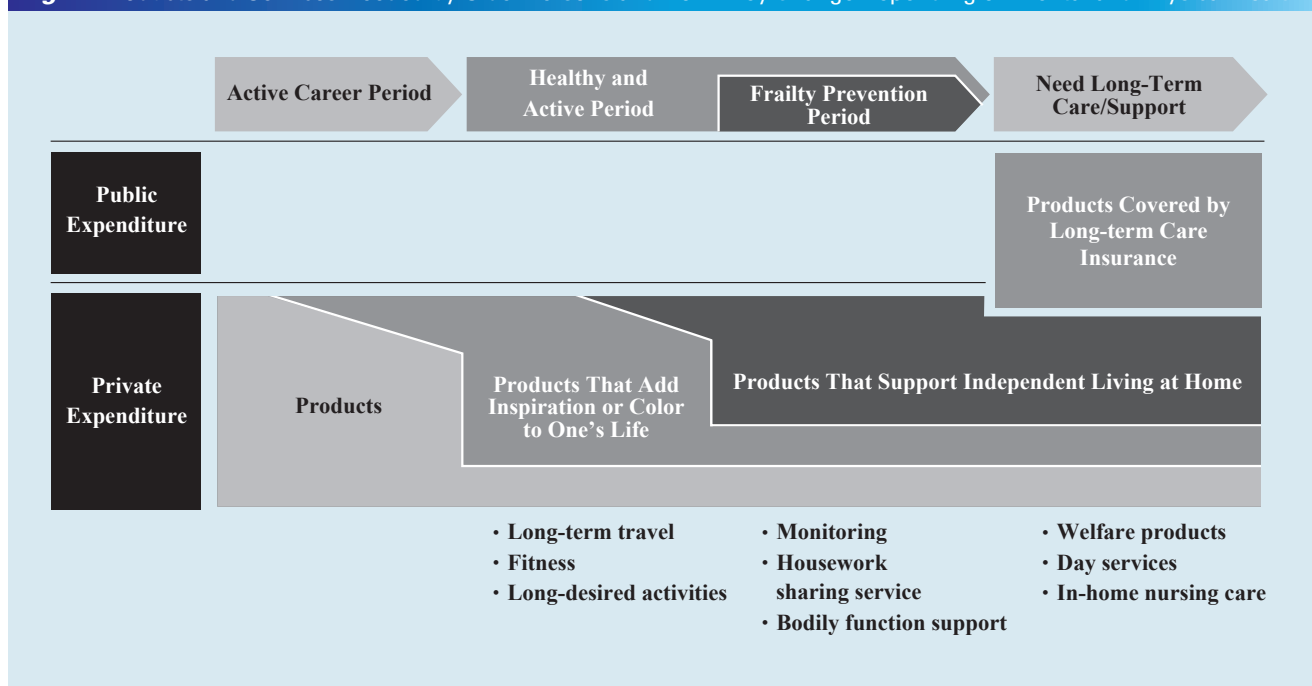 Active Career Period
Healthy and
Active Period
Frailty Prevention
Period
Need Long-Term
Care/Support
Public
Expenditure
Products Covered by
Long-term Care
Insurance
Private
Expenditure
Products
Products That Add
Inspiration or Color
to One's Life
Products That Support Independent Living at Home
・Long-term travel
・Fitness
・Long-desired activities
・Monitoring
・Housework
sharing service
・Bodily function support
・Welfare products
・Day services
・In-home nursing care